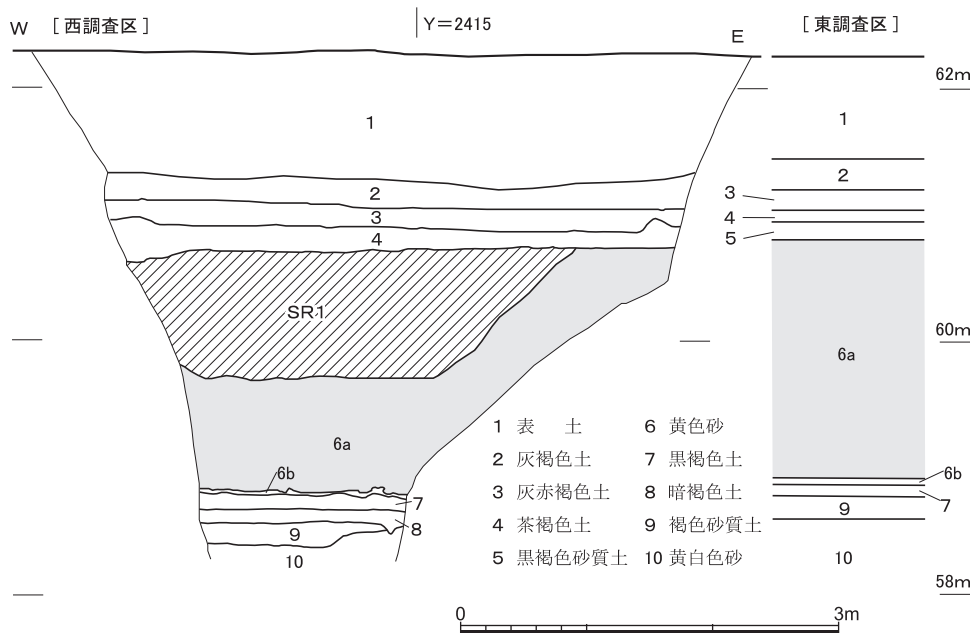 W [西調査区] Y=2415 E [東調査区]
62m
1
2
3
4
SR1
6a
6b
7
8
9
10
1
2
3
4
5
60m
6a
6b
7
9
10
58m
1 表 土
2 灰褐色土
3 灰赤褐色土
4 茶褐色土
5 黒褐色砂質土
6 黄色砂
7 黒褐色土
8 暗褐色土
9 褐色砂質土
10 黄白色砂
0 3m